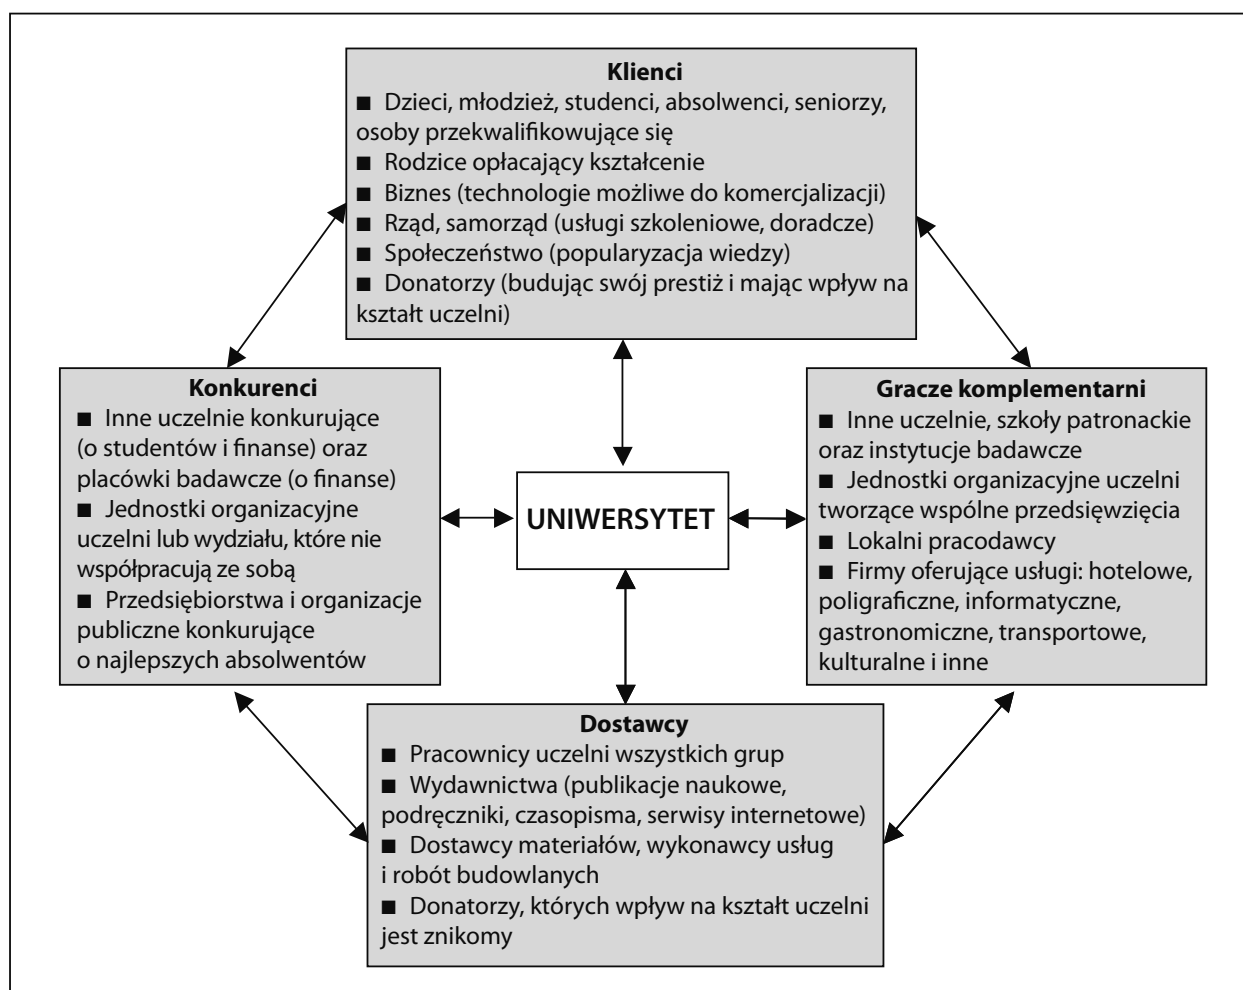 Klienci
■ Dzieci, młodzież, studenci, absolwenci, seniorzy,
osoby przekwalifikowujące się
■ Rodzice opłacający kształcenie
■ Biznes (technologie możliwe do komercjalizacji)
■ Rząd, samorząd (usługi szkoleniowe, doradcze)
■ Społeczeństwo (popularyzacja wiedzy)
■ Donatorzy (budując swój prestiż i mając wpływ na
kształt uczelni)
Konkurenci
■ Inne uczelnie konkurujące
(o studentów i finanse) oraz
placówki badawcze (o finanse)
■ Jednostki organizacyjne
uczelni lub wydziału, które nie
współpracują ze sobą
■ Przedsiębiorstwa i organizacje
publiczne konkurujące
o najlepszych absolwentów
UNIWERSYTET
Gracze komplementarni
■ Inne uczelnie, szkoły patronackie
oraz instytucje badawcze
■ Jednostki organizacyjne uczelni
tworzące wspólne przedsięwzięcia
■ Lokalni pracodawcy
■ Firmy oferujące usługi: hotelowe,
poligraficzne, informatyczne,
gastronomiczne, transportowe,
kulturalne i inne
Dostawcy
■ Pracownicy uczelni wszystkich grup
■ Wydawnictwa (publikacje naukowe,
podręczniki, czasopisma, serwisy internetowe)
■ Dostawcy materiałów, wykonawcy usług
i robót budowlanych
■ Donatorzy, których wpływ na kształt uczelni
jest znikomy